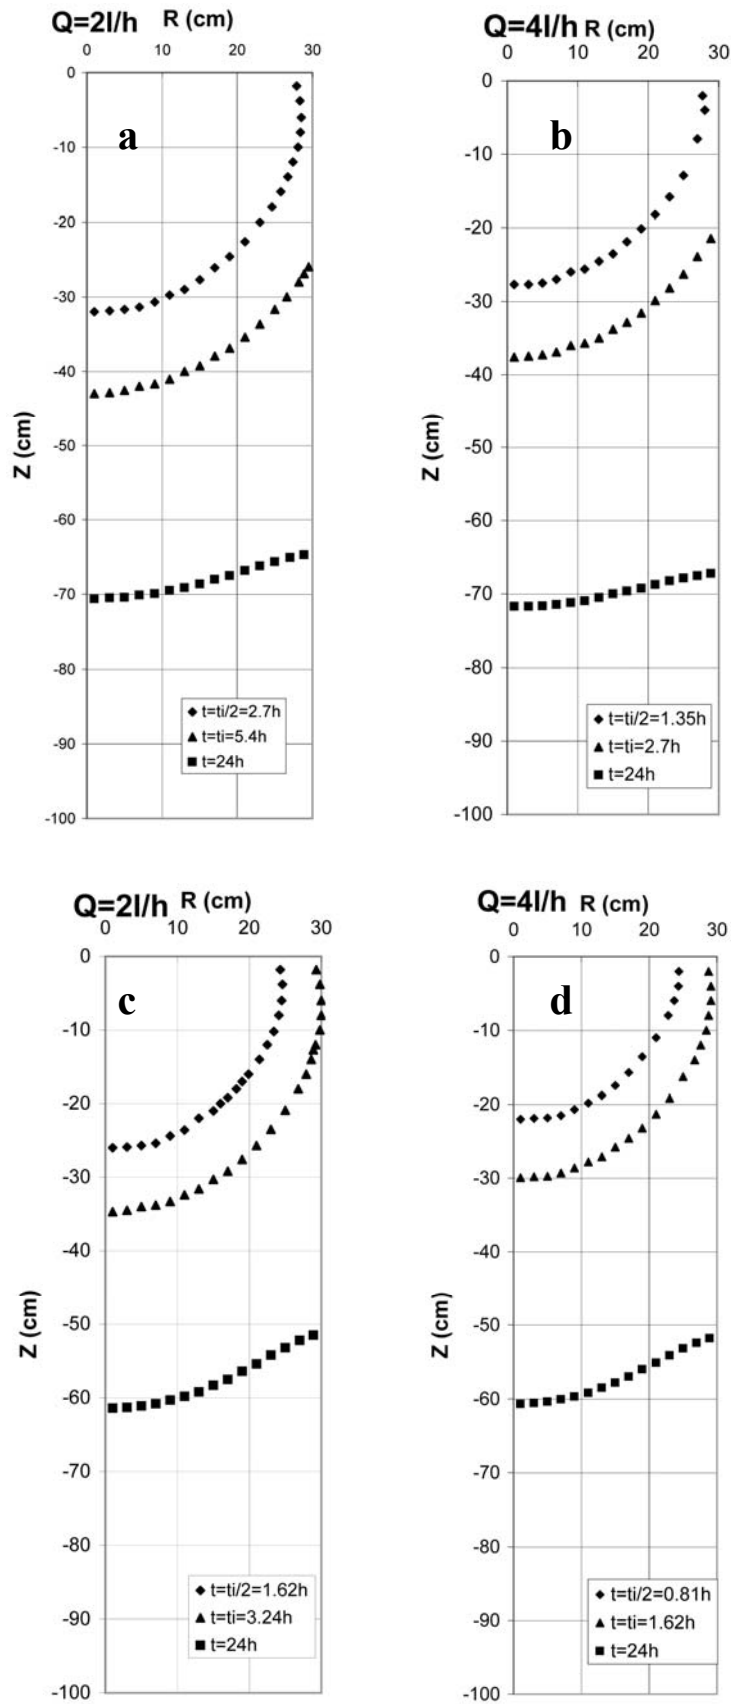 Q=2l/h R (cm)
0 10 20 30
0
a
-10
-20
-30
-40
-50
-60
-70
-80
-90
-100
Z (cm)
t=ti/2=2.7h
t=ti=5.4h
t=24h
Q=4l/h R (cm)
0 10 20 30
0
b
-10
-20
-30
-40
-50
-60
-70
-80
-90
-100
Z (cm)
t=ti/2=1.35h
t=ti=2.7h
t=24h
Q=2l/h R (cm)
0 10 20 30
0
c
-10
-20
-30
-40
-50
-60
-70
-80
-90
-100
Z (cm)
t=ti/2=1.62h
t=ti=3.24h
t=24h
Q=4l/h R (cm)
0 10 20 30
0
d
-10
-20
-30
-40
-50
-60
-70
-80
-90
-100
Z (cm)
t=ti/2=0.81h
t=ti=1.62h
t=24h